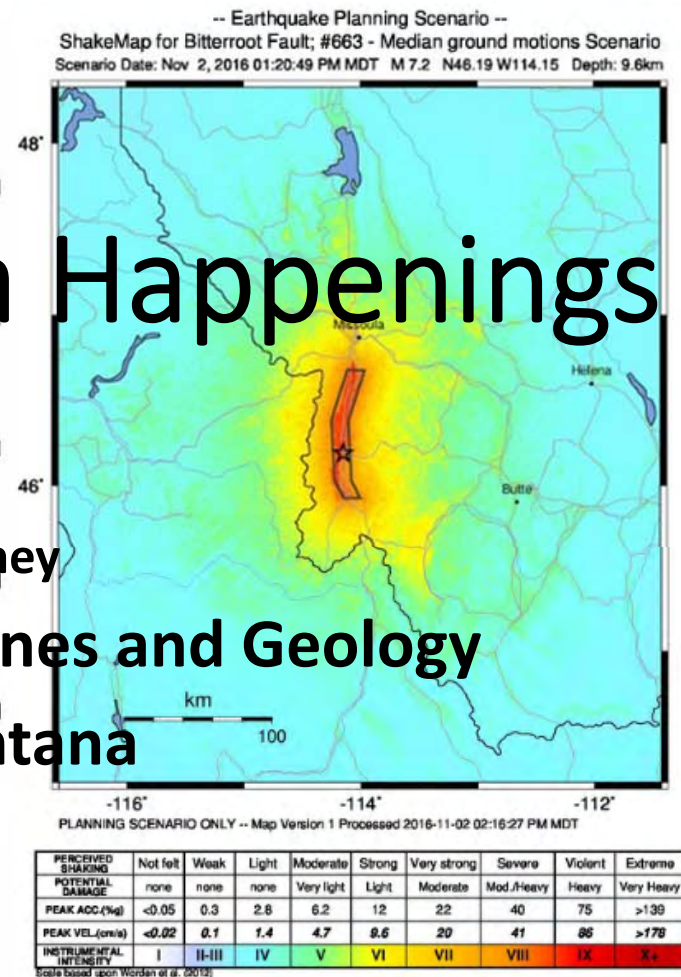 -- Earthquake Planning Scenario --
ShakeMap for Bitterroot Fault; #663 - Median ground motions Scenario
Scenario Date: Nov 2, 2016 01:20:49 PM MDT M 7.2 N46.19 W114.15 Depth: 9.6km
48°
Happenings
Missoula
Helena
46°
Butte
ney
nes and Geology
km
ntana
100
-116° -114° -112°
PLANNING SCENARIO ONLY -- Map Version 1 Processed 2016-11-02 02:16:27 PM MDT
PERCEIVED SHAKING Not felt Weak Light Moderate Strong Very strong Severe Violent Extreme
POTENTIAL DAMAGE none none none Very light Light Moderate Mod./Heavy Heavy Very Heavy
PEAK ACC.(%g) <0.05 0.3 2.8 6.2 12 22 40 75 >139
PEAK VEL.(cm/s) <0.02 0.1 1.4 4.7 9.6 20 41 86 >178
INSTRUMENTAL INTENSITY I II-III IV V VI VII VIII IX X+
Scale based upon Worden et al. (2012)